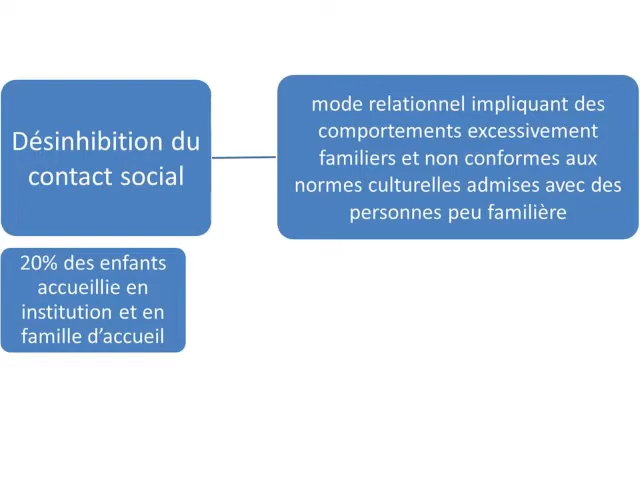 Désinhibition du
contact social
mode relationnel impliquant des
comportements excessivement
familiers et non conformes aux
normes culturelles admises avec des
personnes peu familière
20% des enfants
accueillie en
institution et en
famille d’accueil